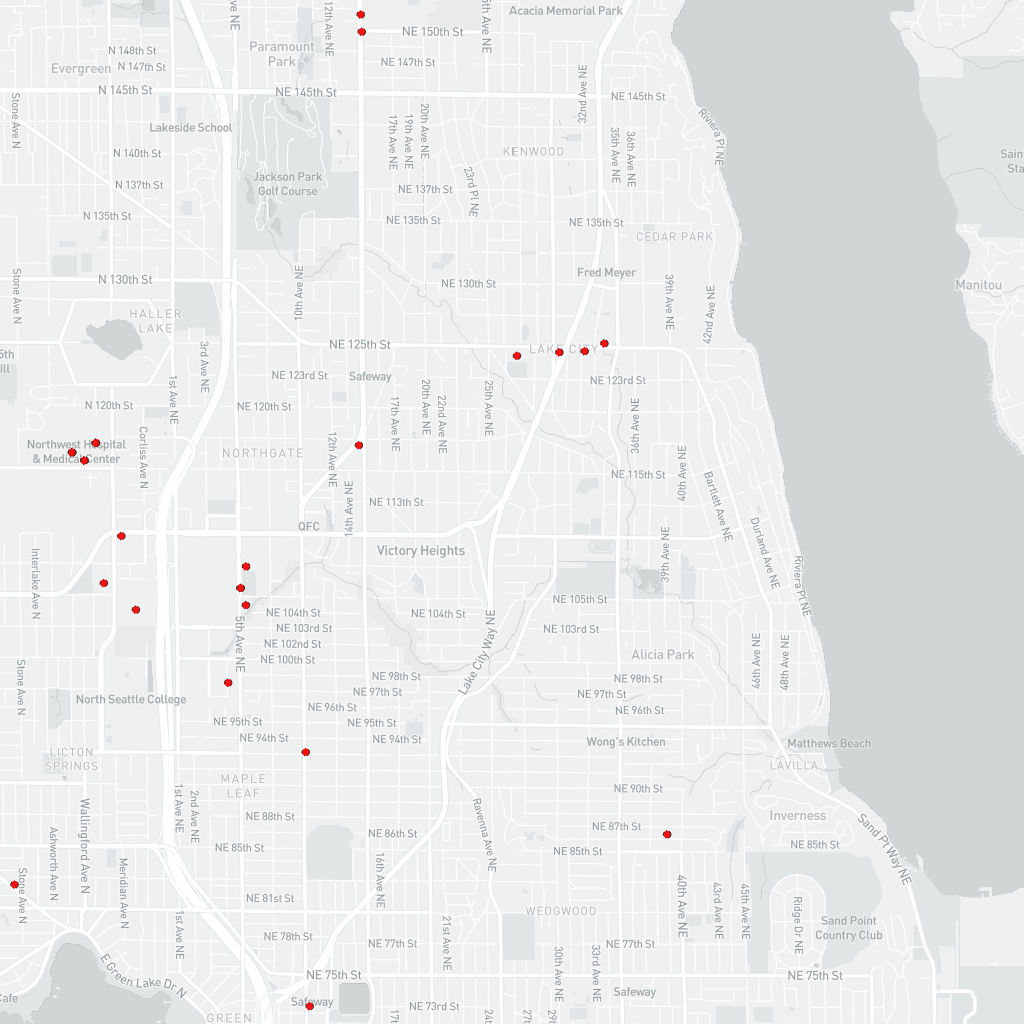 Ave NE
12th Ave NE
5th Ave NE
Acacia Memorial Park
NE 150th St
Paramount
Park
N 148th St
N 147th St
NE 147th St
Evergreen
N 145th St
NE 145th St
NE 145th St
32nd Ave NE
Stone Ave N
Lakeside School
17th Ave NE
19th Ave NE
20th Ave NE
35th Ave NE
36th Ave NE
Riviera Pl NE
KENWOOD
N 140th St
Jackson Park
Golf Course
N 137th St
NE 137th St
23rd Pl NE
N 135th St
NE 135th St
NE 135th St
CEDAR PARK
Fred Meyer
N 130th St
NE 130th St
Stone Ave N
10th Ave NE
39th Ave NE
42nd Ave NE
Manitou
HALLER
LAKE
NE 125th St
LAKE CITY
3rd Ave NE
1st Ave NE
NE 123rd St
Safeway
NE 123rd St
N 120th St
NE 120th St
17th Ave NE
20th Ave NE
22nd Ave NE
25th Ave NE
36th Ave NE
Northwest Hospital
& Medical Center
Corliss Ave N
NORTHGATE
12th Ave NE
14th Ave NE
NE 115th St
40th Ave NE
Bartlett Ave NE
NE 113th St
QFC
Victory Heights
Durland Ave NE
39th Ave NE
Riviera Pl NE
Interlake Ave N
NE 105th St
NE 104th St
NE 104th St
NE 103rd St
NE 103rd St
5th Ave NE
NE 102nd St
NE 100th St
Lake City Way NE
Alicia Park
46th Ave NE
48th Ave NE
Stone Ave N
NE 98th St
NE 98th St
NE 97th St
NE 97th St
North Seattle College
NE 96th St
NE 96th St
NE 95th St
NE 95th St
NE 94th St
NE 94th St
Wong's Kitchen
Matthews Beach
LICTON
SPRINGS
LAVILLA
MAPLE
LEAF
NE 90th St
1st Ave NE
2nd Ave NE
Wallingford Ave N
Ashworth Ave N
NE 88th St
NE 87th St
Inverness
NE 86th St
Ravenna Ave NE
NE 85th St
NE 85th St
NE 85th St
Sand Pt Way NE
Meridian Ave N
Stone Ave N
16th Ave NE
40th Ave NE
43rd Ave NE
45th Ave NE
NE 81st St
WEDGWOOD
Ridge Dr NE
Sand Point
Country Club
1st Ave NE
21st Ave NE
NE 78th St
NE 77th St
NE 77th St
30th Ave NE
33rd Ave NE
E Green Lake Dr N
NE 75th St
NE 75th St
Safeway
Safeway
NE 73rd St
GREEN
Cafe
17th
24th
27th
29th